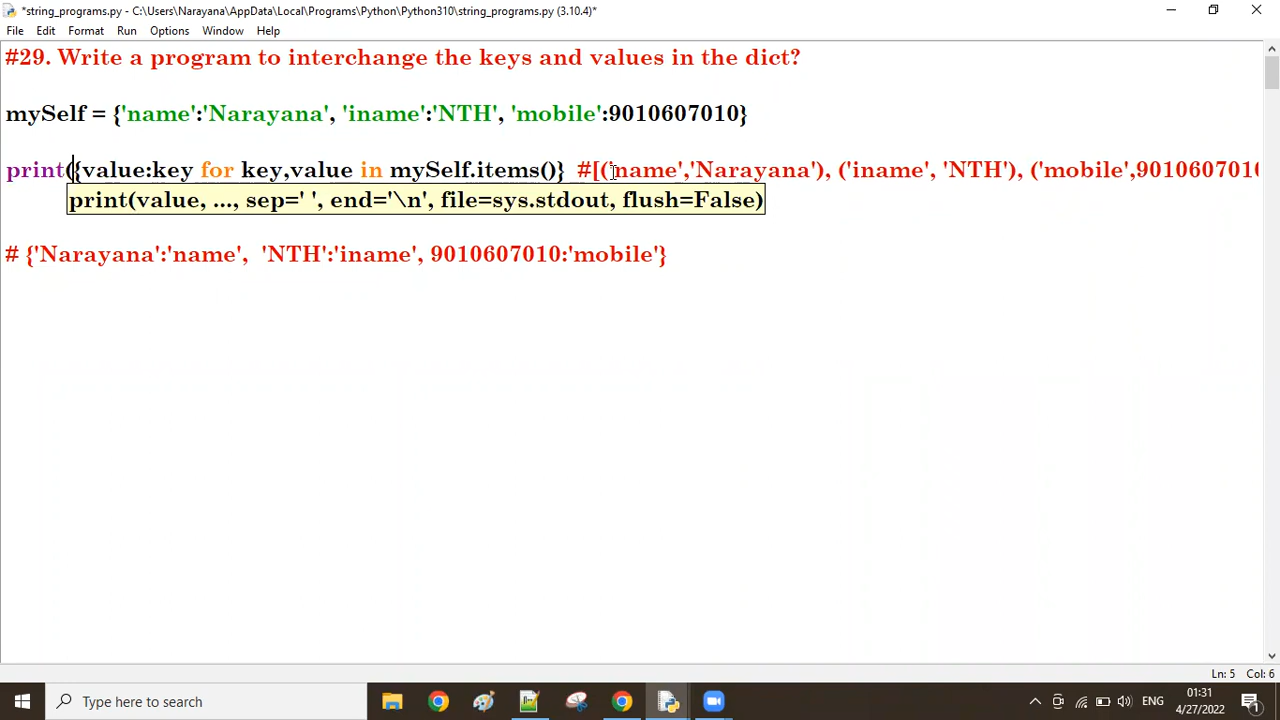 *string_programs.py - C:\Users\Narayana\AppData\Local\Programs\Python\Python310\string_programs.py (3.10.4)*
File Edit Format Run Options Window Help
#29. Write a program to interchange the keys and values in the dict?
mySelf = {'name':'Narayana', 'iname':'NTH', 'mobile':9010607010}
print({value:key for key,value in mySelf.items()} #[('name','Narayana'), ('iname', 'NTH'), ('mobile',9010607010
print(value, ..., sep=' ', end='\n', file=sys.stdout, flush=False)
# {'Narayana':'name', 'NTH':'iname', 9010607010:'mobile'}
Ln: 5 Col: 6
Type here to search
ENG
01:31
4/27/2022
1